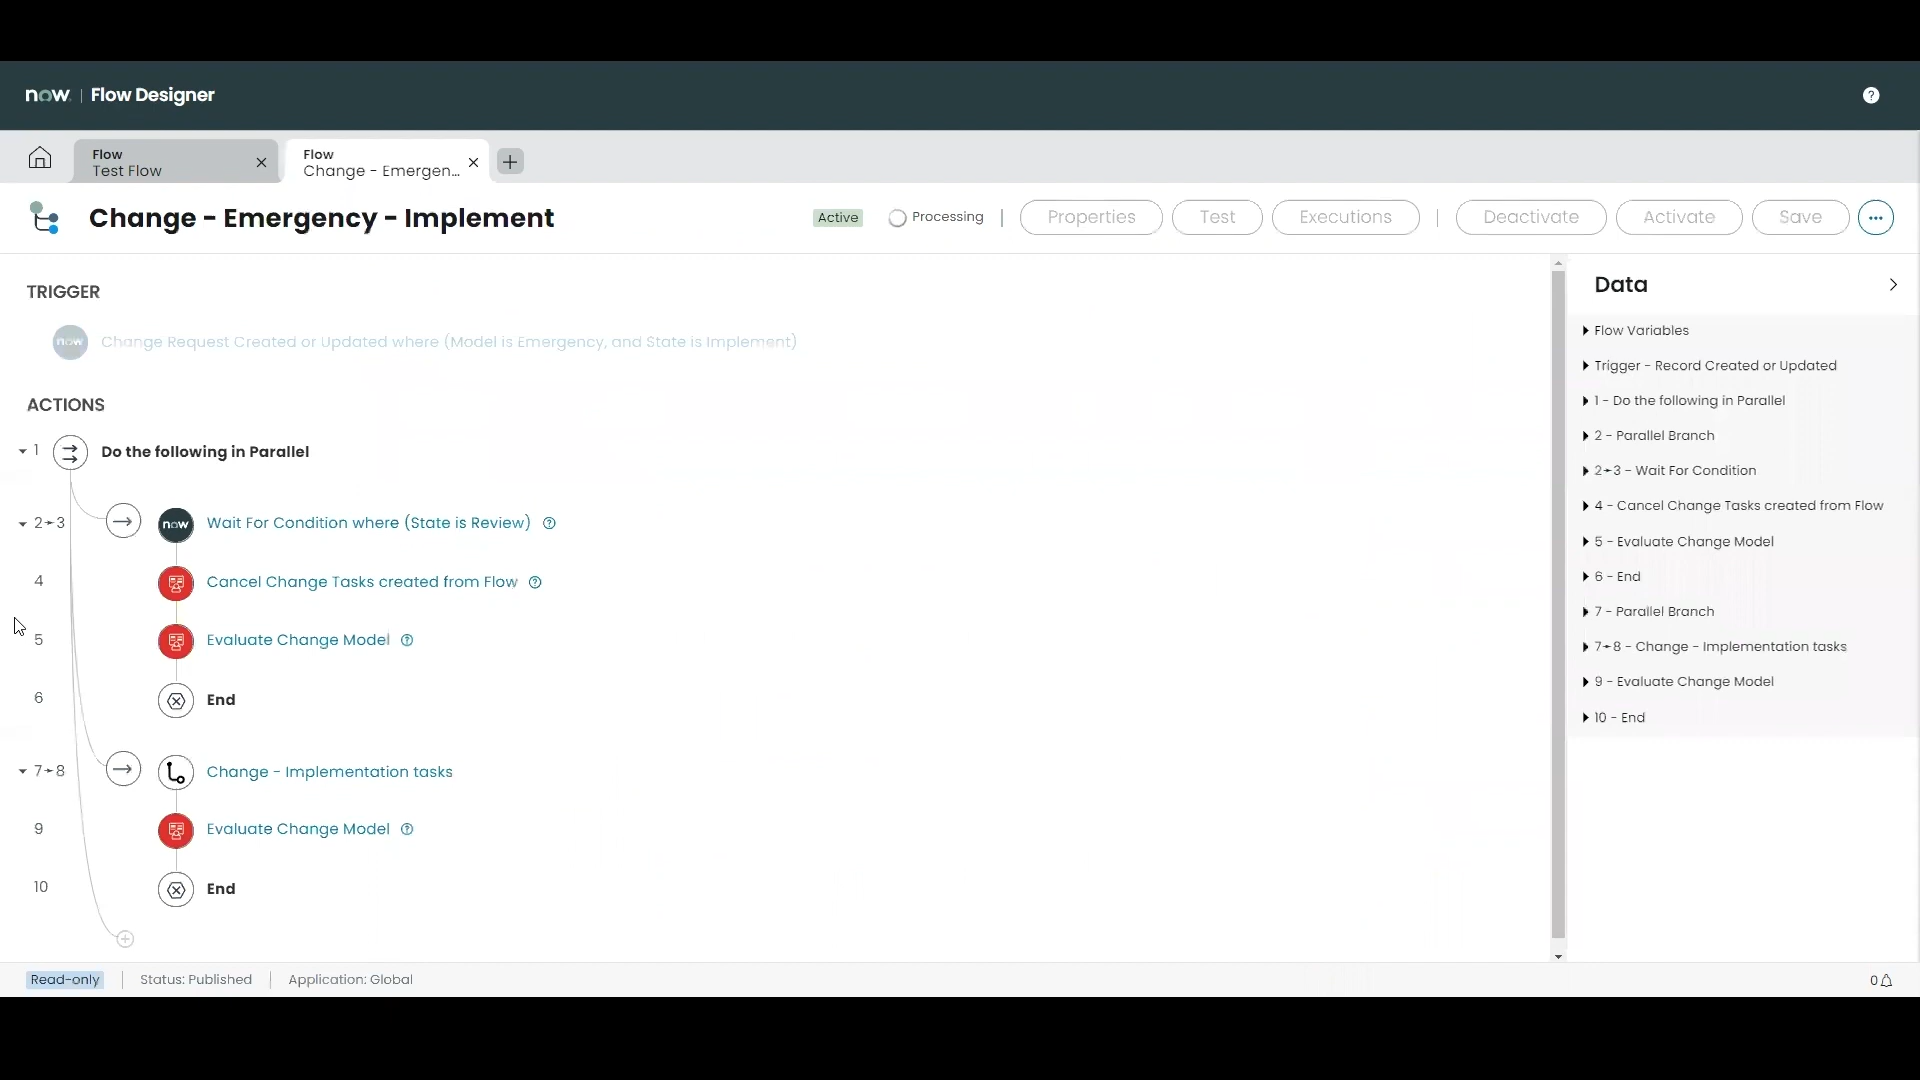 now | Flow Designer
?
Flow
Test Flow
Flow
Change - Emergen...
Change - Emergency - Implement
Active
Processing
Properties
Test
Executions
Deactivate
Activate
Save
TRIGGER
now
Change Request Created or Updated where (Model is Emergency, and State is Implement)
ACTIONS
1
Do the following in Parallel
2→3
now
Wait For Condition where (State is Review)
4
Cancel Change Tasks created from Flow
5
Evaluate Change Model
6
End
7→8
Change - Implementation tasks
9
Evaluate Change Model
10
End
Data
Flow Variables
Trigger - Record Created or Updated
1 - Do the following in Parallel
2 - Parallel Branch
2→3 - Wait For Condition
4 - Cancel Change Tasks created from Flow
5 - Evaluate Change Model
6 - End
7 - Parallel Branch
7→8 - Change - Implementation tasks
9 - Evaluate Change Model
10 - End
Read-only
Status: Published
Application: Global
0